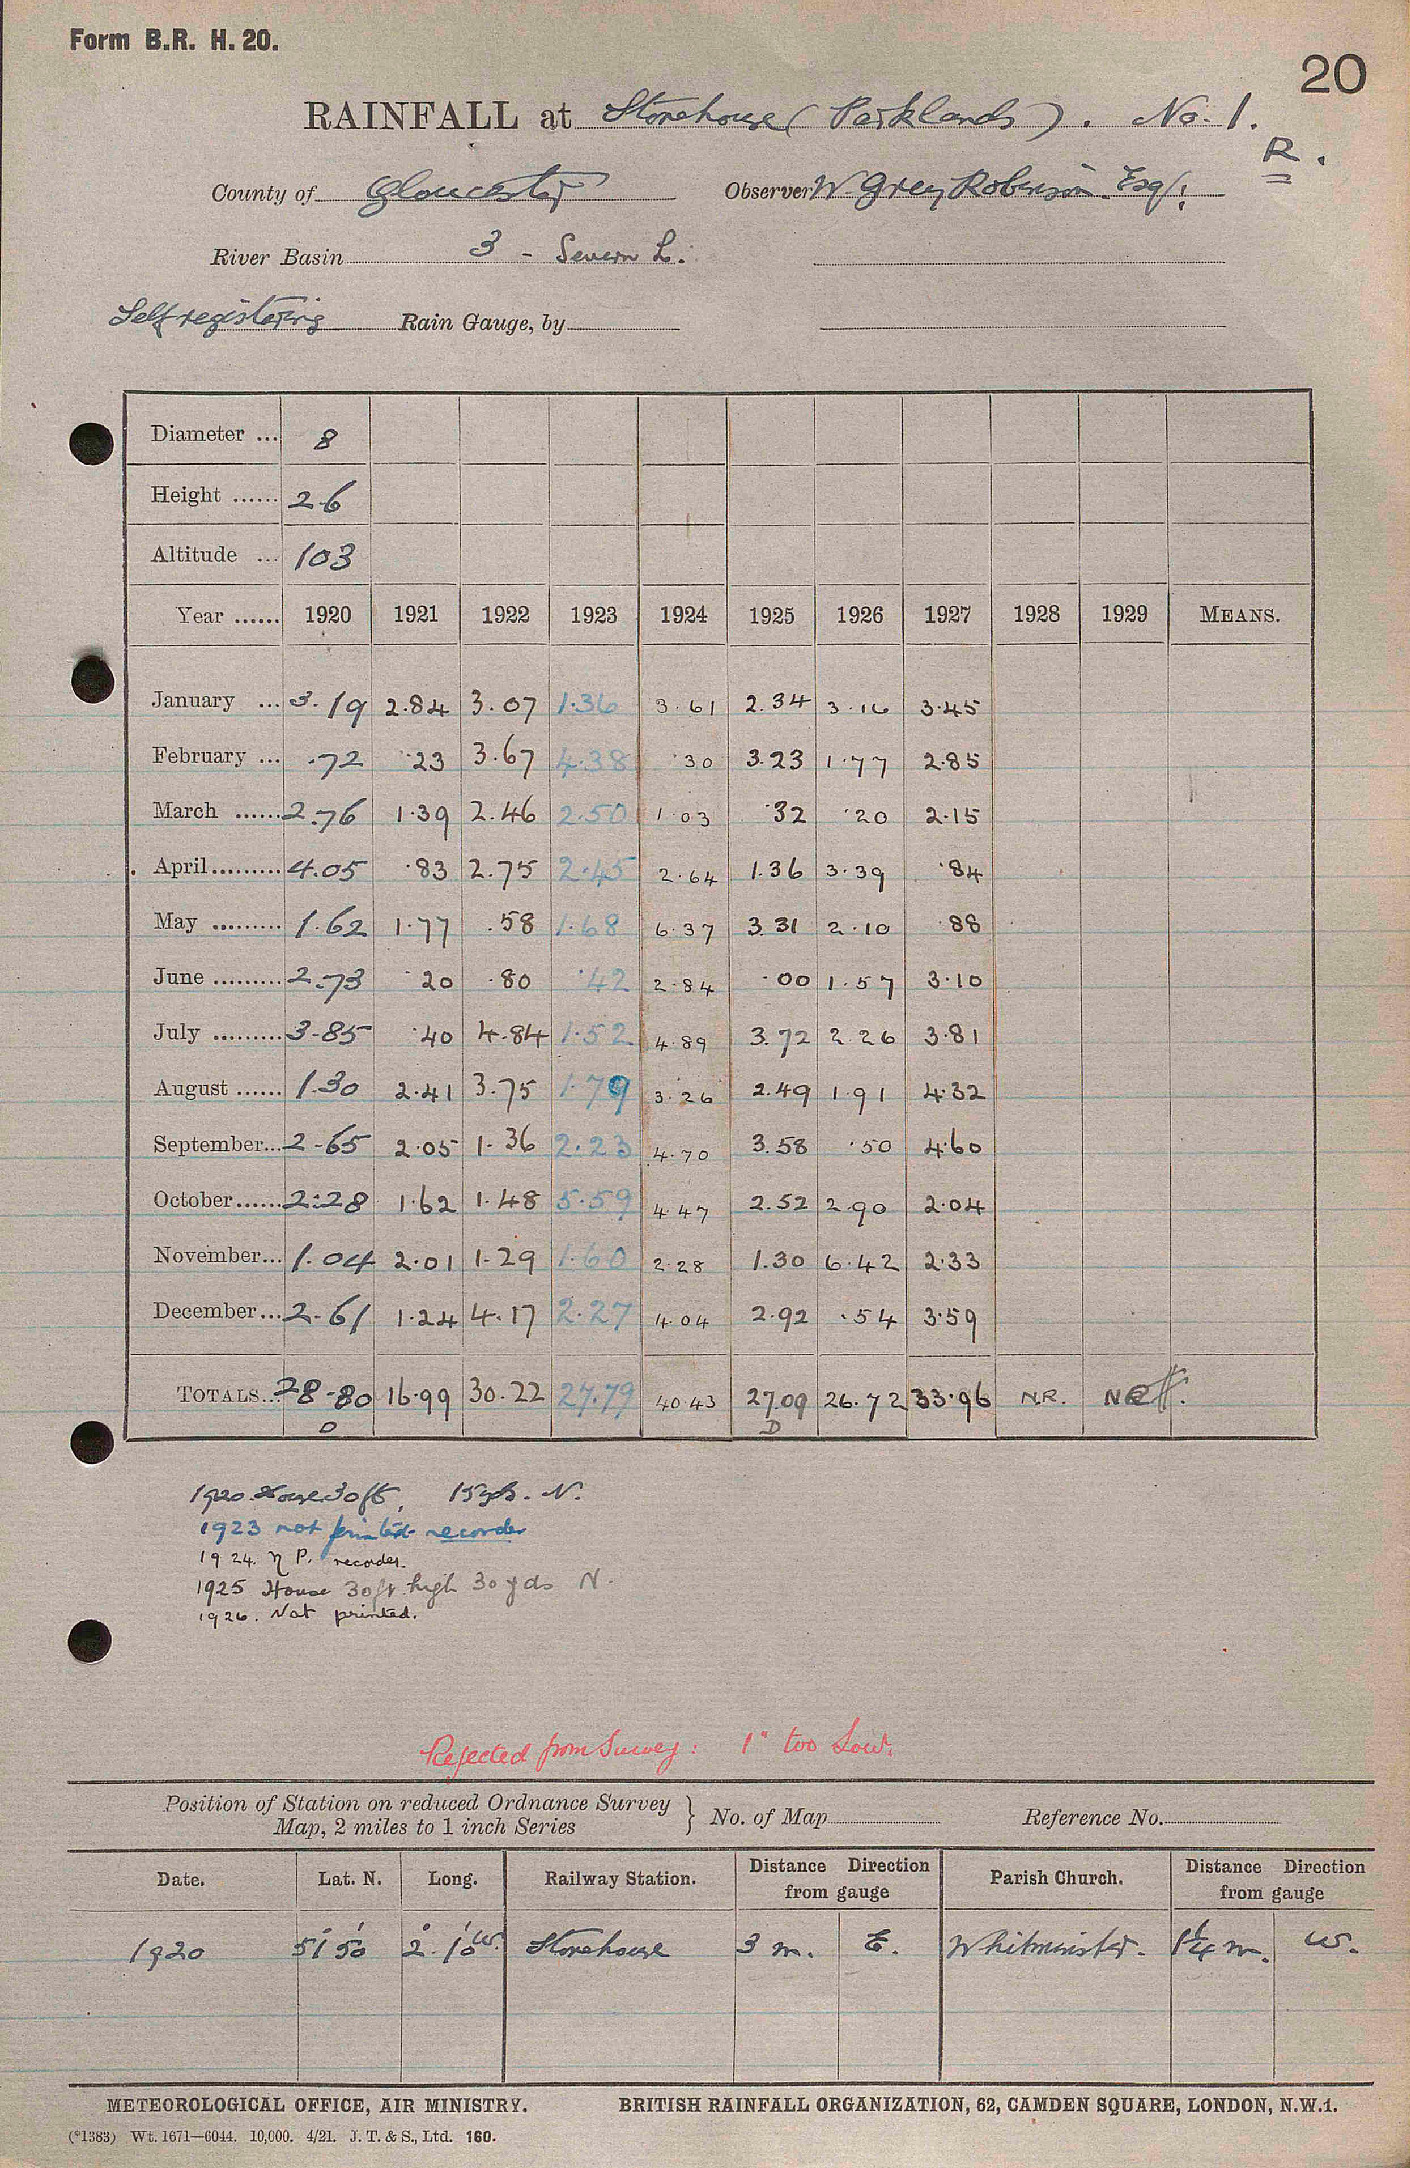 Form B.R. H. 20.
20
RAINFALL at Stonehouse (Parklands). No. 1.
R.
County of Gloucester Observer W. Grey Roberson Esq:
River Basin 3 - Severn L.
Self registering Rain Gauge, by
Diameter ... 8
Height ...... 2-6
Altitude ... 103
Year ...... 1920 1921 1922 1923 1924 1925 1926 1927 1928 1929 MEANS.
January ... 3.19 2.84 3.07 1.36 3.61 2.34 3.16 3.45
February ... .72 .23 3.67 4.38 .30 3.23 1.77 2.85
March ...... 2.76 1.39 2.46 2.50 1.03 .32 .20 2.15
April ......... 4.05 .83 2.75 2.45 2.64 1.36 3.39 .84
May ......... 1.62 1.77 .58 1.68 6.37 3.31 2.10 .88
June ......... 2.73 .20 .80 .42 2.84 .00 1.57 3.10
July ......... 3.85 .40 4.84 1.52 4.89 3.72 2.26 3.81
August ...... 1.30 2.41 3.75 1.79 3.26 2.49 1.91 4.32
September... 2.65 2.05 1.36 2.23 4.70 3.58 .50 4.60
October...... 2.28 1.62 1.48 5.59 4.47 2.52 2.90 2.04
November... 1.04 2.01 1.29 1.60 2.28 1.30 6.42 2.33
December... 2.61 1.24 4.17 2.27 4.04 2.92 .54 3.59
TOTALS... 28.80 16.99 30.22 27.79 40.43 27.09 26.72 33.96 N.R. NR
D D
1920 House 30ft, 15yds. N.
1923 not printed recorder
1924. N P. recorder.
1925 House 30ft. high 30 yds N.
1926. Not printed.
Rejected from Survey: 1" too low.
Position of Station on reduced Ordnance Survey Map, 2 miles to 1 inch Series } No. of Map Reference No.
Date. Lat. N. Long. Railway Station. Distance Direction from gauge Parish Church. Distance Direction from gauge
1920 51° 50' 2° 10' W. Stonehouse 3 m. E. Whitminster. 1¼ m. W.
METEOROLOGICAL OFFICE, AIR MINISTRY. BRITISH RAINFALL ORGANIZATION, 62, CAMDEN SQUARE, LONDON, N.W.1.
(*1383) Wt. 1671—6044. 10,000. 4/21. J. T. & S., Ltd. 160.